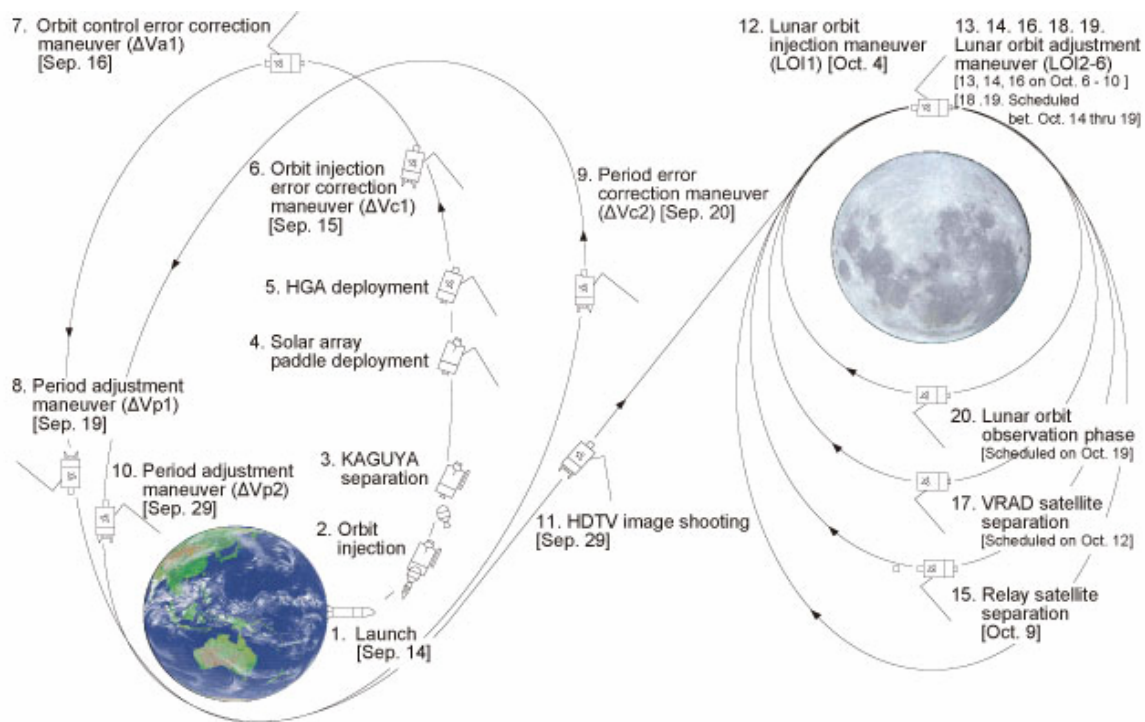 7. Orbit control error correction
maneuver (ΔVa1)
[Sep. 16]
12. Lunar orbit
injection maneuver
(LOI1) [Oct. 4]
13. 14. 16. 18. 19.
Lunar orbit adjustment
maneuver (LOI2-6)
[13, 14, 16 on Oct. 6 - 10 ]
[18 .19. Scheduled
bet. Oct. 14 thru 19]
6. Orbit injection
error correction
maneuver (ΔVc1)
[Sep. 15]
9. Period error
correction maneuver
(ΔVc2) [Sep. 20]
5. HGA deployment
4. Solar array
paddle deployment
8. Period adjustment
maneuver (ΔVp1)
[Sep. 19]
10. Period adjustment
maneuver (ΔVp2)
[Sep. 29]
3. KAGUYA
separation
2. Orbit
injection
1. Launch
[Sep. 14]
11. HDTV image shooting
[Sep. 29]
20. Lunar orbit
observation phase
[Scheduled on Oct. 19]
17. VRAD satellite
separation
[Scheduled on Oct. 12]
15. Relay satellite
separation
[Oct. 9]